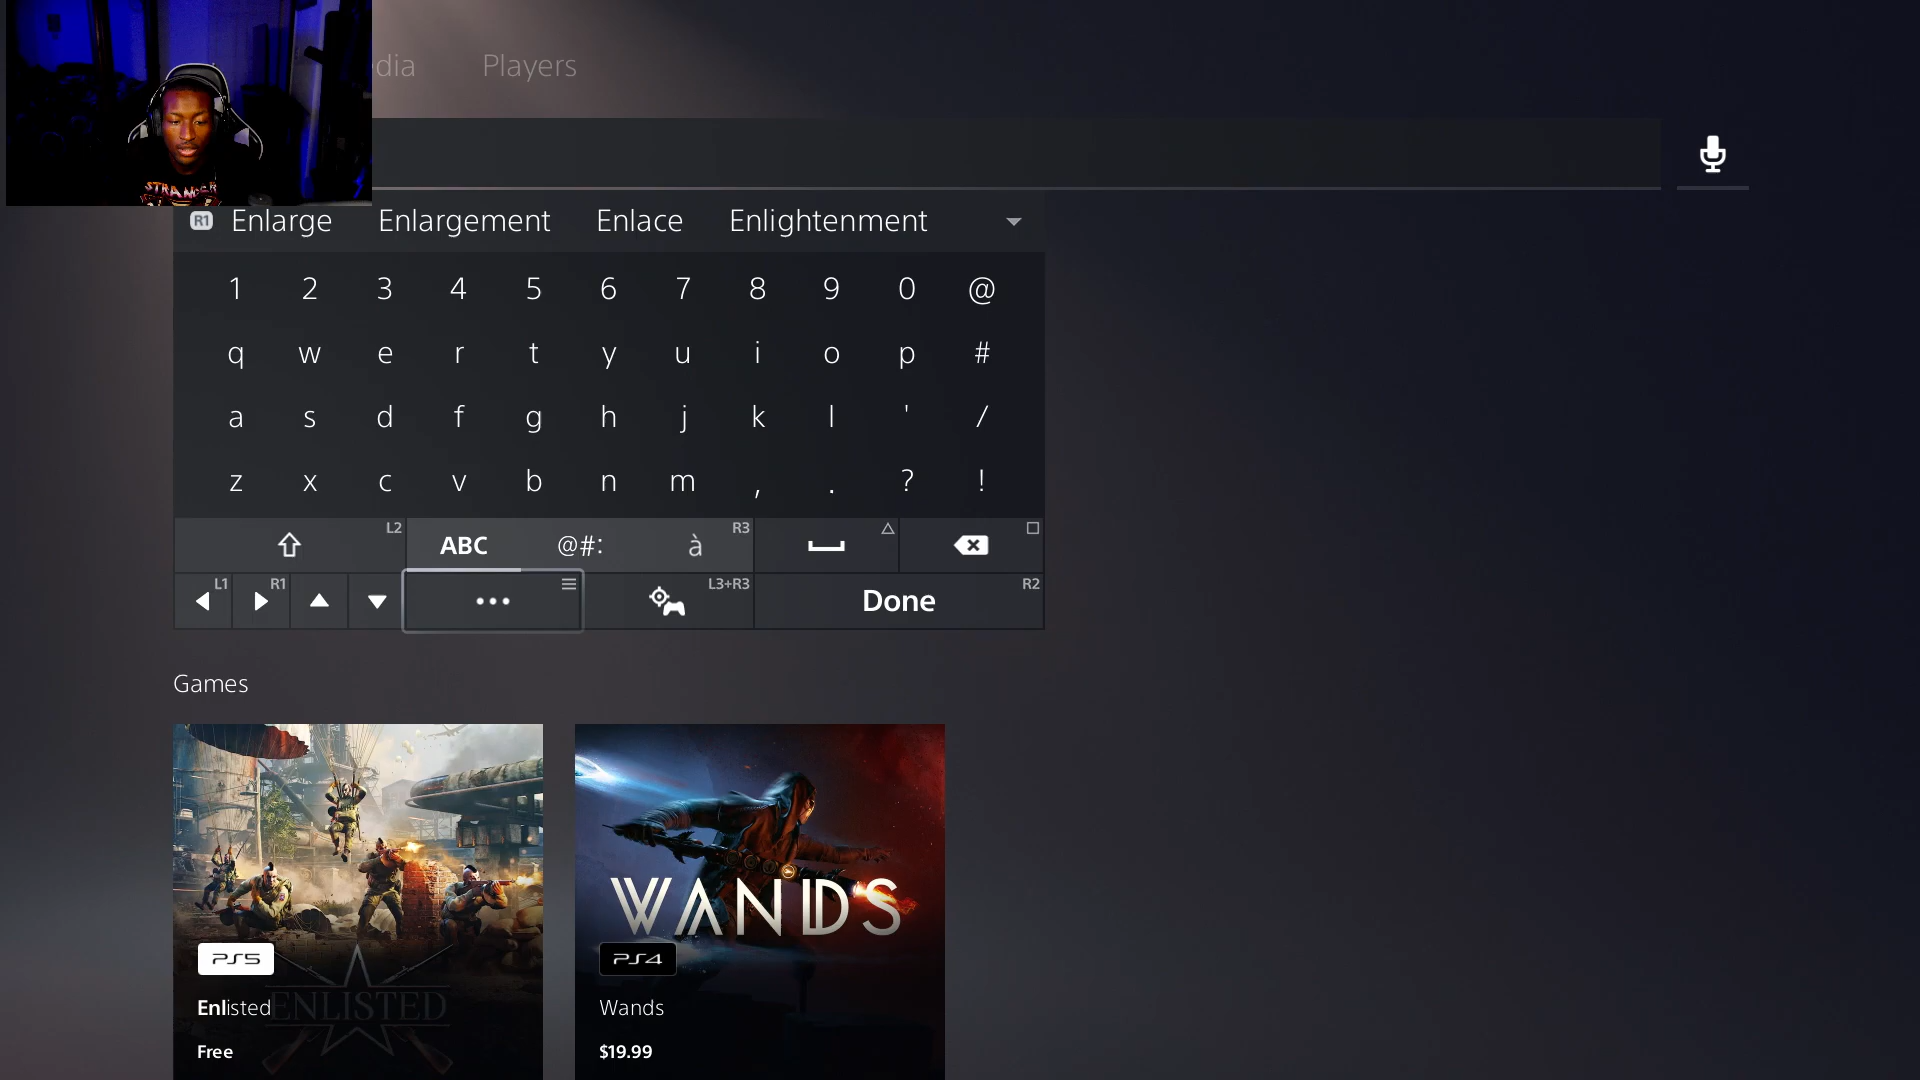 dia Players
R1 Enlarge Enlargement Enlace Enlightenment
1 2 3 4 5 6 7 8 9 0 @
q w e r t y u i o p #
a s d f g h j k l ' /
z x c v b n m , . ? !
L2 ABC @#: à R3
L1 R1 ... L3+R3 Done R2
Games
WANDS
PS5 PS4
ENLISTED
Enlisted Wands
Free $19.99